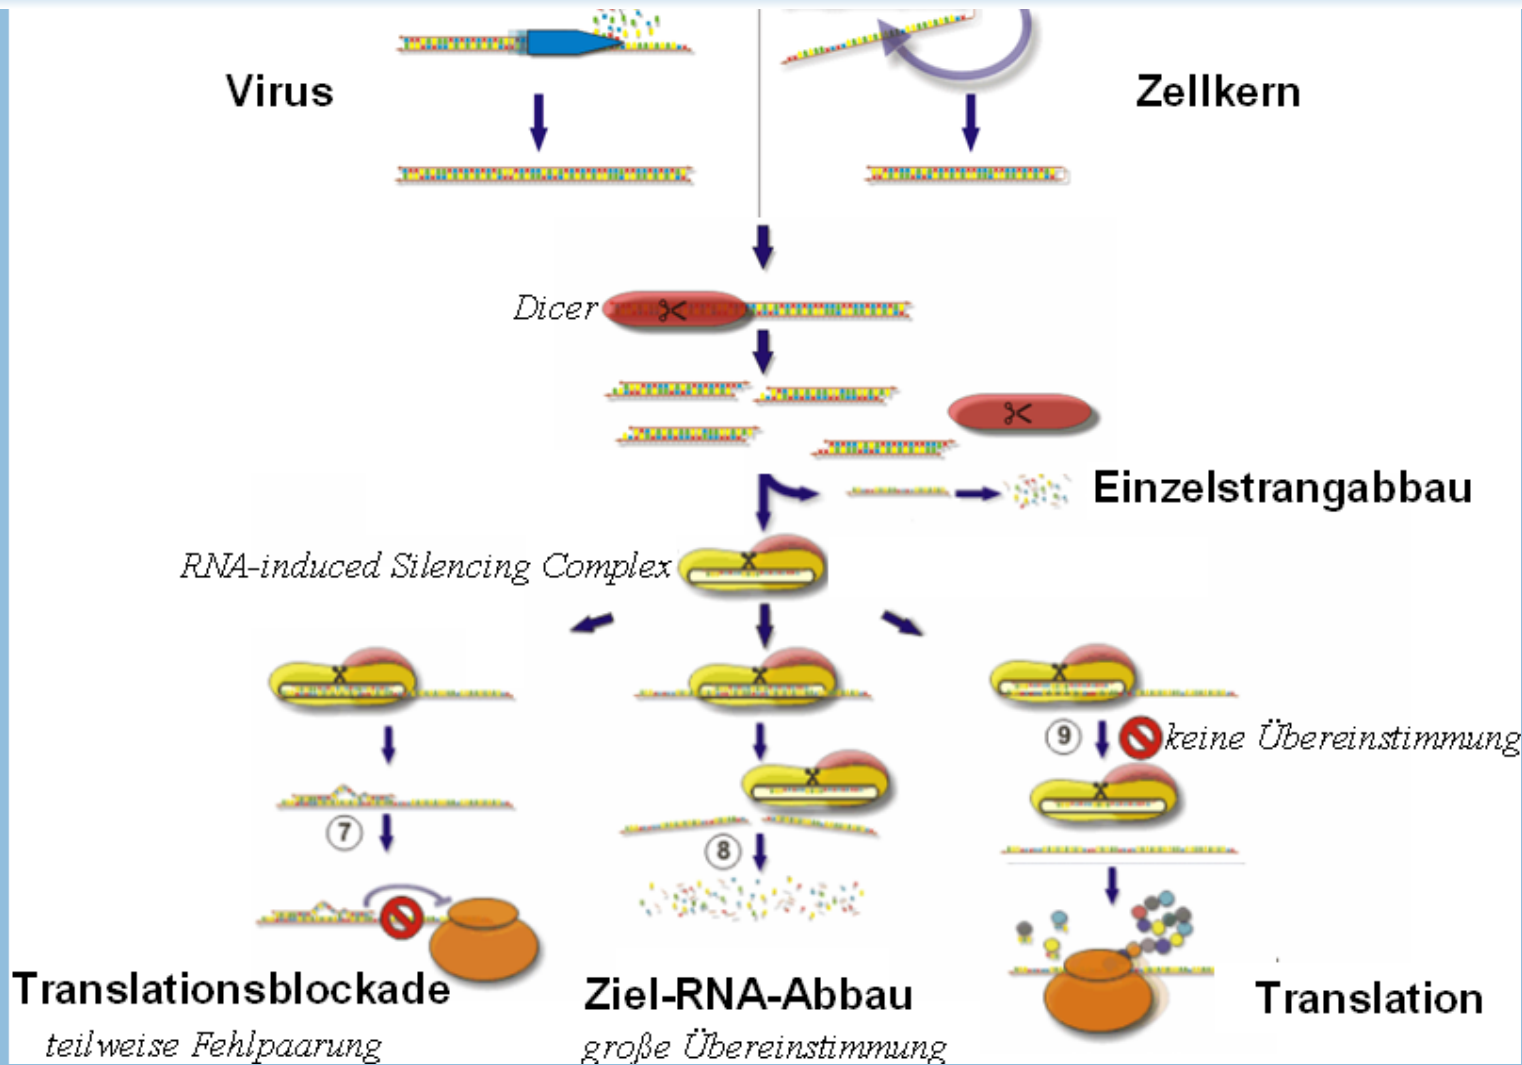 Virus
Zellkern
Dicer
Einzelstrangabbau
RNA-induced Silencing Complex
9
keine Übereinstimmung
7
8
Translationsblockade
Ziel-RNA-Abbau
Translation
teilweise Fehlpaarung
große Übereinstimmung